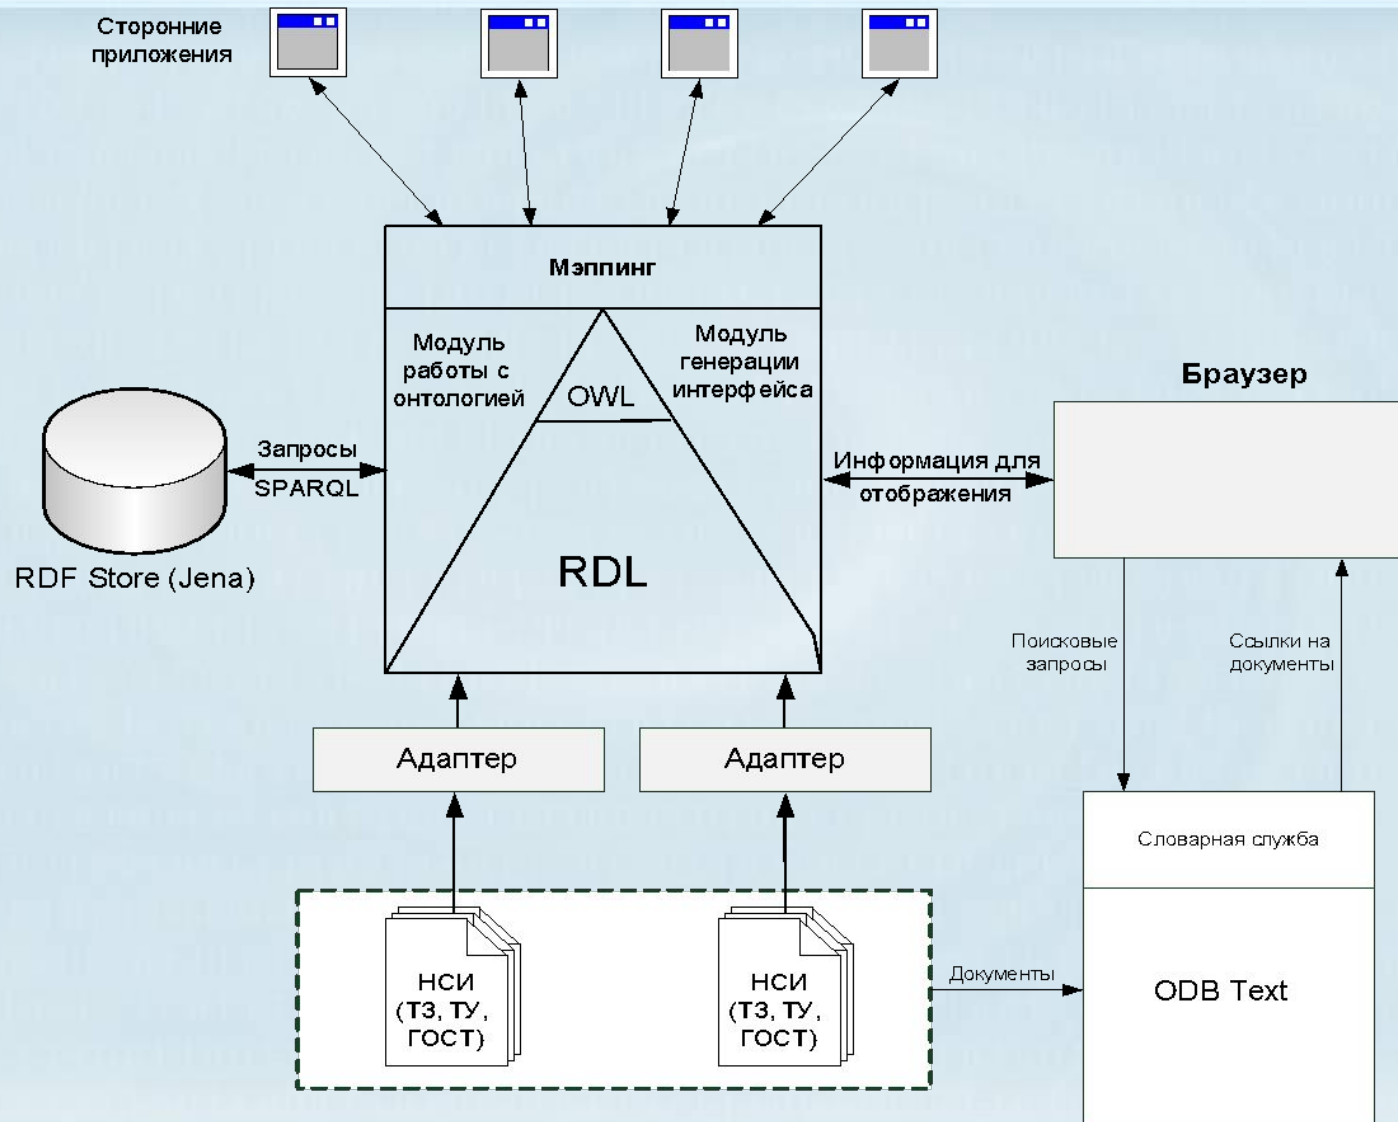 Сторонние
приложения
Мэппинг
Модуль
работы с
онтологией
OWL
Модуль
генерации
интерфейса
RDL
Запросы
SPARQL
RDF Store (Jena)
Браузер
Информация для
отображения
Поисковые
запросы
Ссылки на
документы
Адаптер
Адаптер
Словарная служба
ODB Text
НСИ
(ТЗ, ТУ,
ГОСТ)
НСИ
(ТЗ, ТУ,
ГОСТ)
Документы